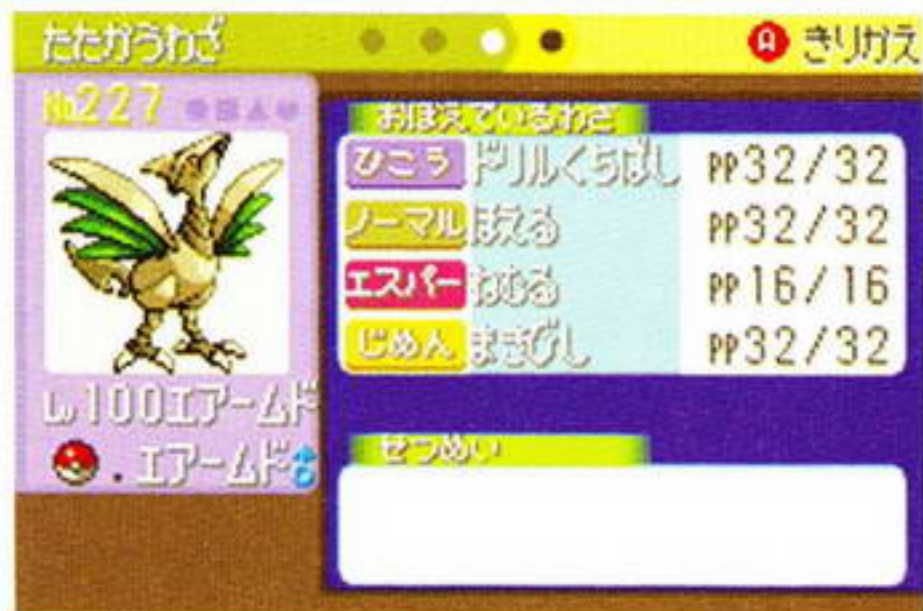 たたかうわざ
A きりかえ
No227
おぼえているわざ
ひこう ドリルくちばし PP32/32
ノーマル ほえる PP32/32
エスパー ねむる PP16/16
じめん まきびし PP32/32
Lv100エアームド
.エアームド♂
せつめい